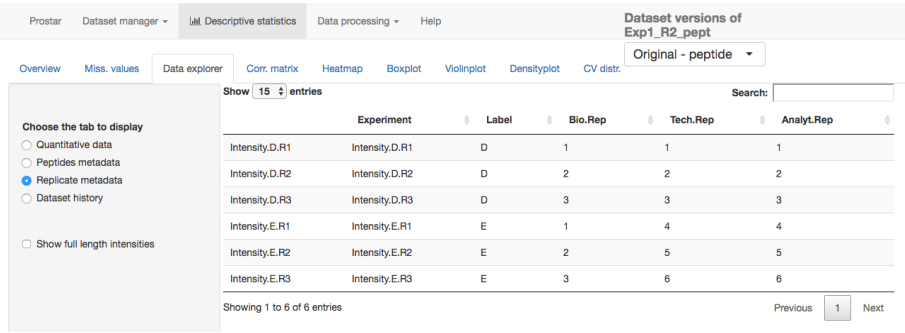 Prostar Dataset manager Descriptive statistics Data processing Help
Dataset versions of
Exp1_R2_pept
Original - peptide
Overview Miss. values Data explorer Corr. matrix Heatmap Boxplot Violinplot Densityplot CV distr.
Show 15 entries Search:
Choose the tab to display
Quantitative data
Peptides metadata
Replicate metadata
Dataset history
Show full length intensities
Experiment Label Bio.Rep Tech.Rep Analyt.Rep
Intensity.D.R1 Intensity.D.R1 D 1 1 1
Intensity.D.R2 Intensity.D.R2 D 2 2 2
Intensity.D.R3 Intensity.D.R3 D 3 3 3
Intensity.E.R1 Intensity.E.R1 E 1 4 4
Intensity.E.R2 Intensity.E.R2 E 2 5 5
Intensity.E.R3 Intensity.E.R3 E 3 6 6
Showing 1 to 6 of 6 entries Previous 1 Next